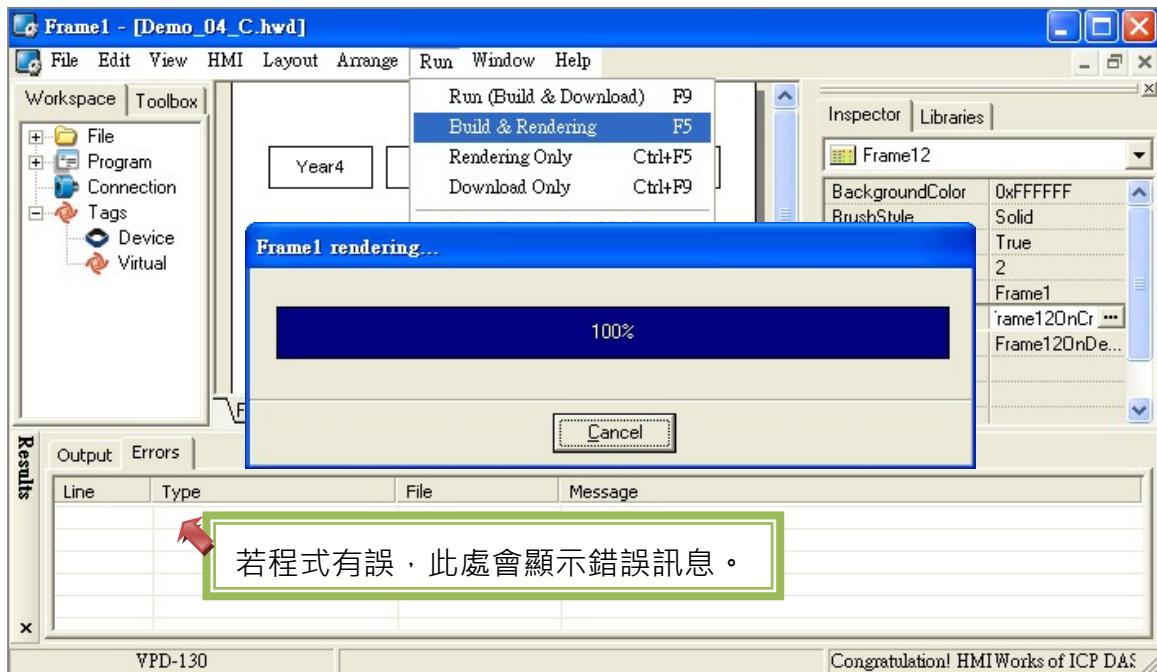 Frame1 - [Demo_04_C.hwd]
File Edit View HMI Layout Arrange Run Window Help
Workspace Toolbox
File
Program
Connection
Tags
Device
Virtual
Year4
Run (Build & Download) F9
Build & Rendering F5
Rendering Only Ctrl+F5
Download Only Ctrl+F9
Inspector Libraries
Frame12
BackgroundColor 0xFFFFFF
BrushStyle Solid
True
2
Frame1
rame12OnCr ...
Frame12OnDe...
Frame1 rendering...
100%
Cancel
Results
Output Errors
Line Type File Message
若程式有誤，此處會顯示錯誤訊息。
VPD-130
Congratulation! HMIWorks of ICP DAS